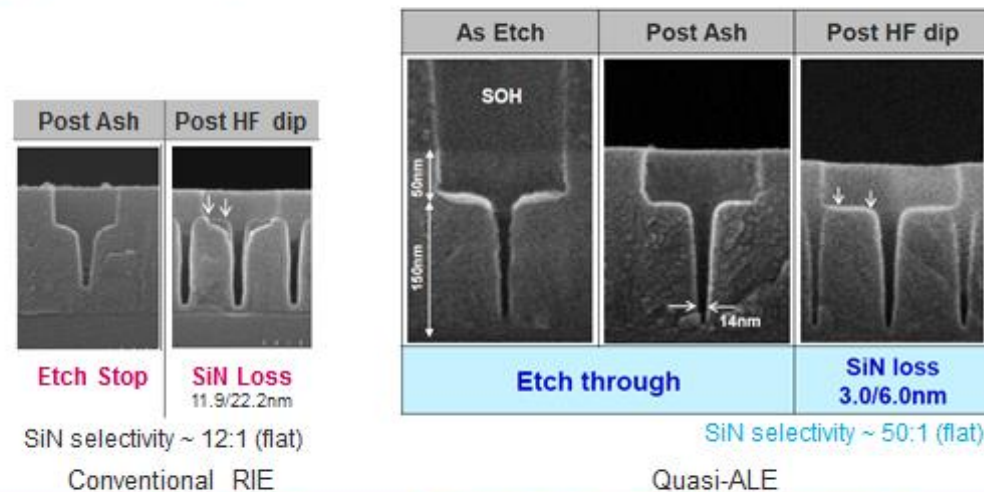 Post Ash
Post HF dip
Etch Stop
SiN Loss
11.9/22.2nm
SiN selectivity ~ 12:1 (flat)
Conventional RIE
As Etch
Post Ash
Post HF dip
SOH
50nm
150nm
14nm
Etch through
SiN loss
3.0/6.0nm
SiN selectivity ~ 50:1 (flat)
Quasi-ALE